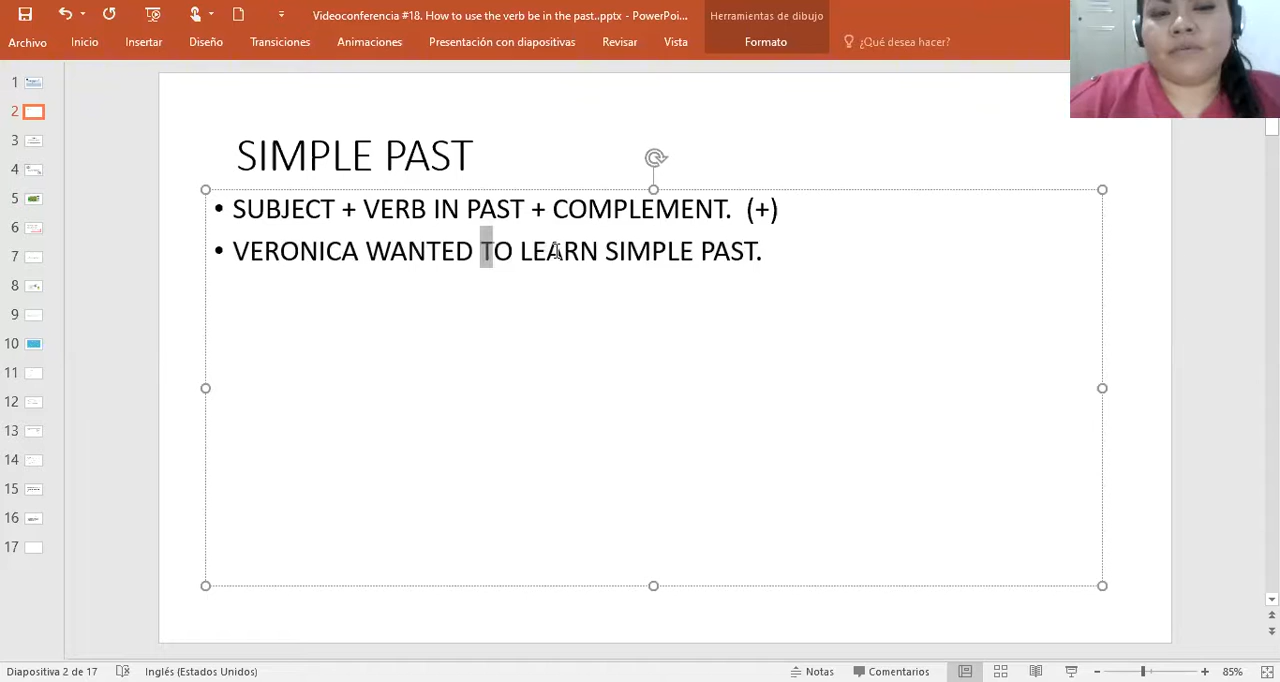 Videoconferencia #18. How to use the verb be in the past..pptx - PowerPoi...
Herramientas de dibujo
Archivo Inicio Insertar Diseño Transiciones Animaciones Presentación con diapositivas Revisar Vista Formato ¿Qué desea hacer?
1
2
3
4
5
6
7
8
9
10
11
12
13
14
15
16
17
SIMPLE PAST
• SUBJECT + VERB IN PAST + COMPLEMENT. (+)
• VERONICA WANTED TO LEARN SIMPLE PAST.
Diapositiva 2 de 17 Inglés (Estados Unidos) Notas Comentarios 85%